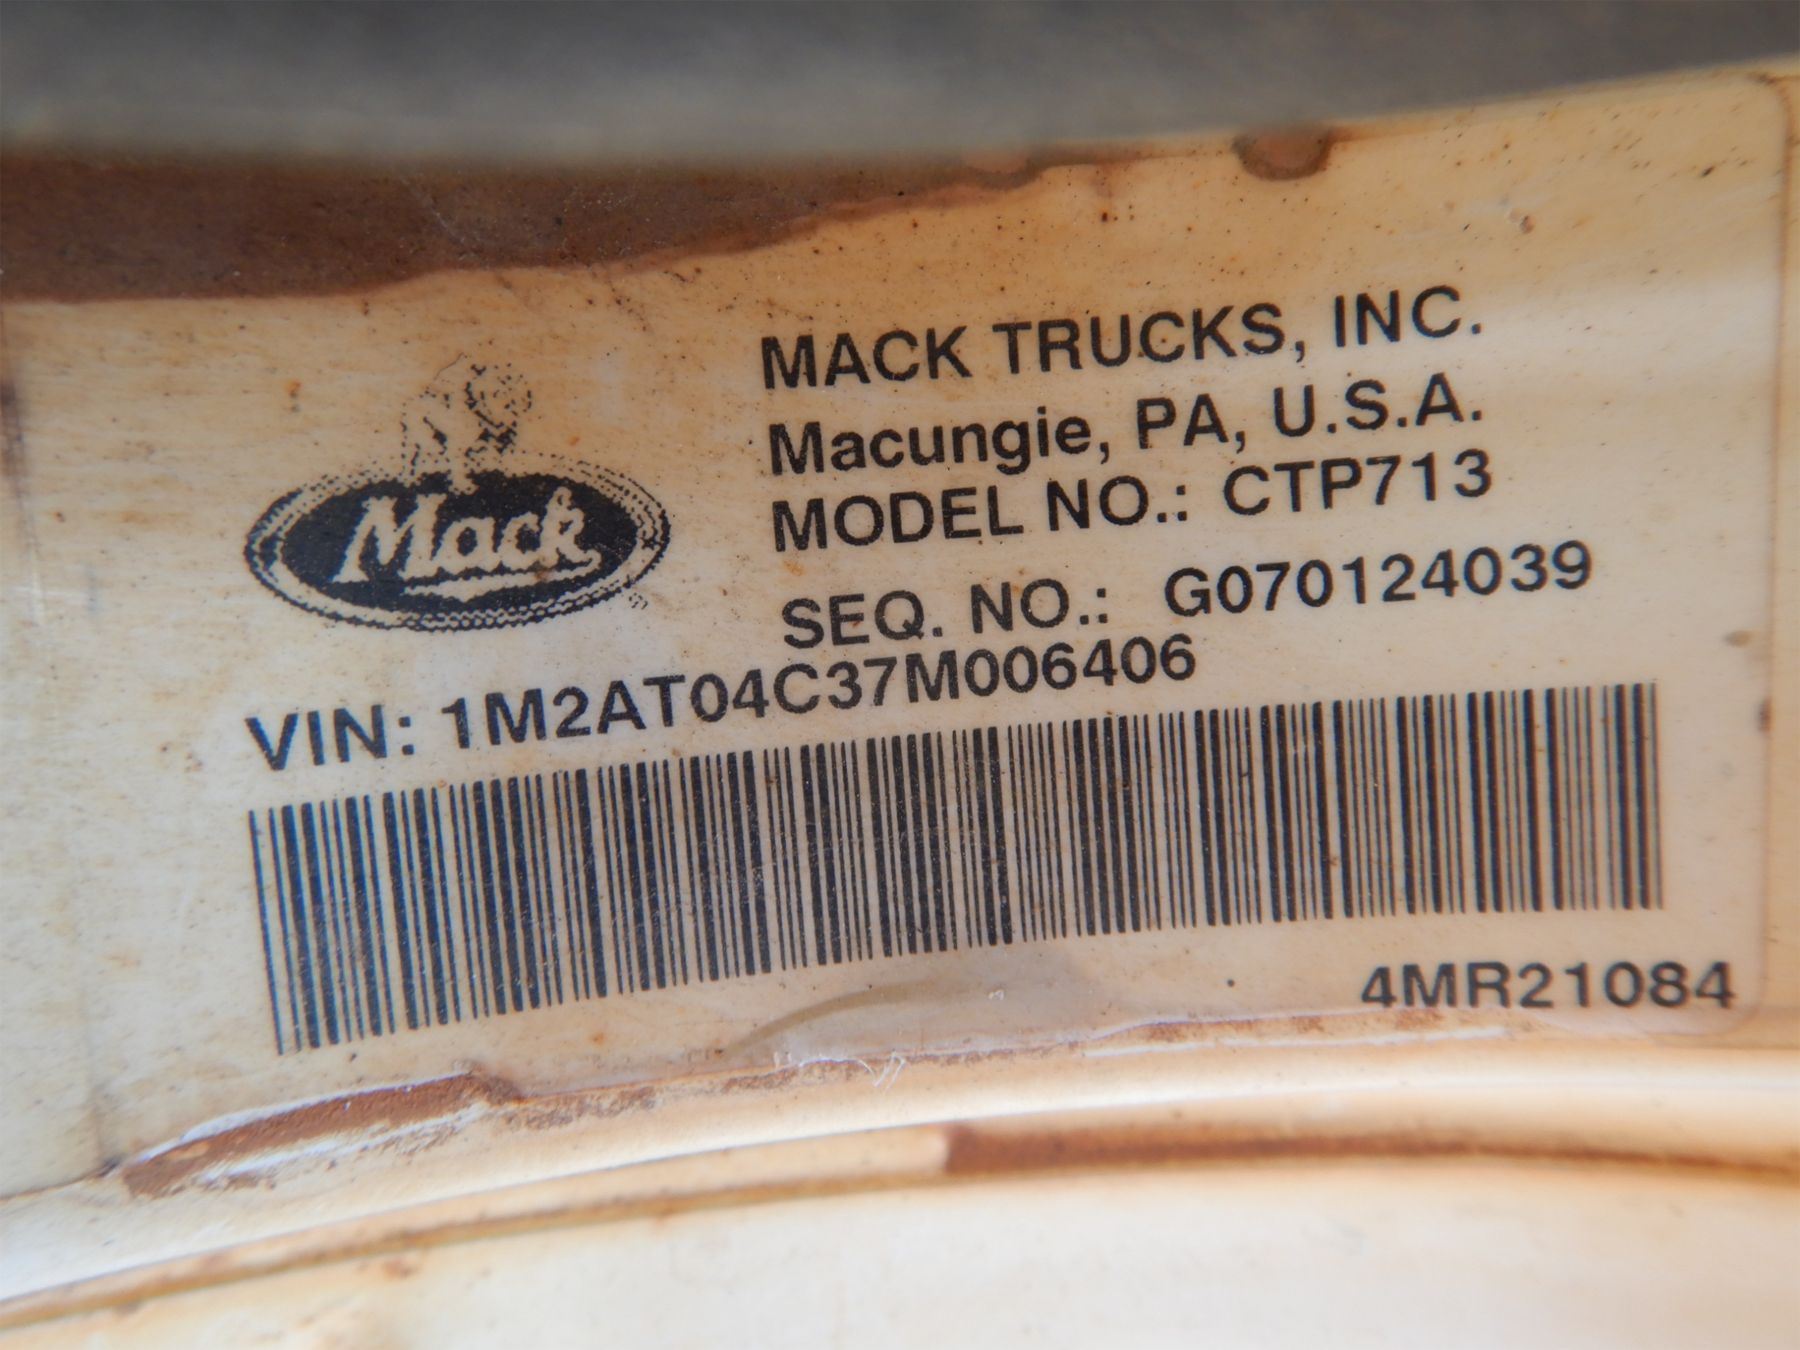 Mack
®
MACK TRUCKS, INC.
Macungie, PA, U.S.A.
MODEL NO.: CTP713
SEQ. NO.: G070124039
VIN: 1M2AT04C37M006406
4MR21084